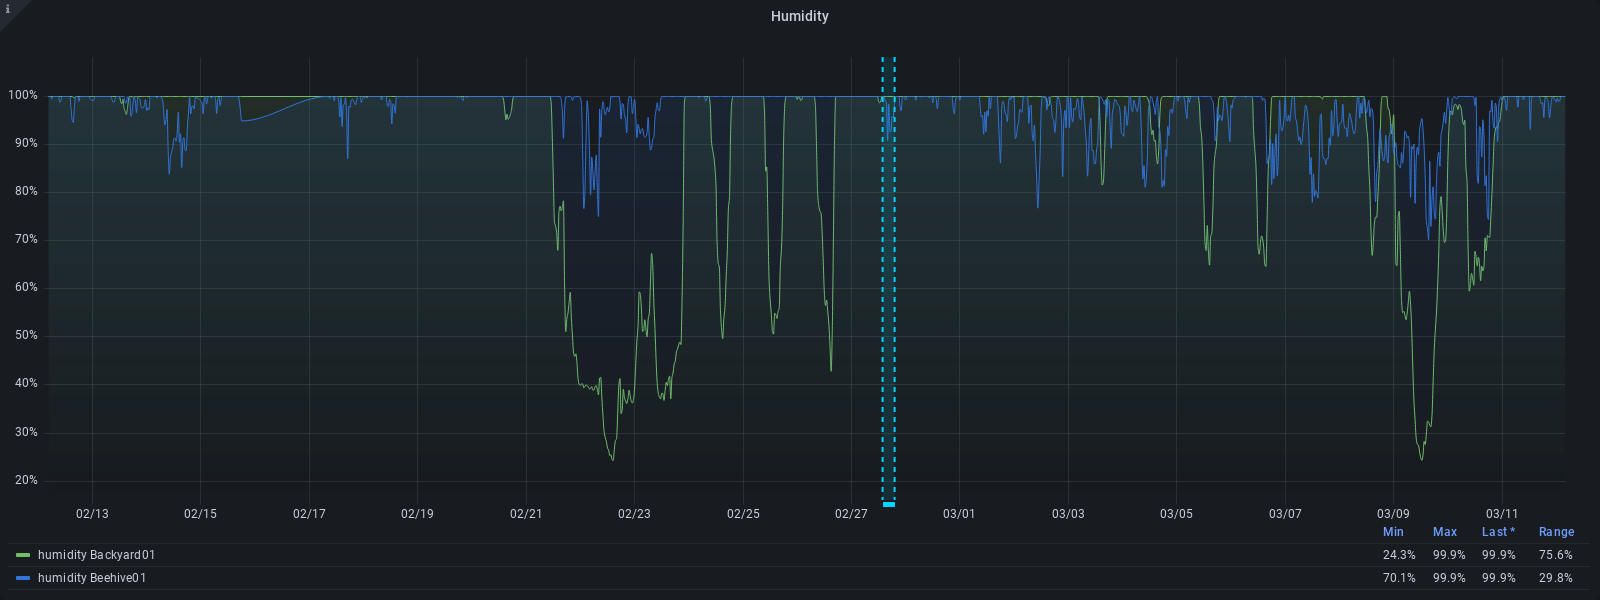 i
Humidity
100%
90%
80%
70%
60%
50%
40%
30%
20%
02/13 02/15 02/17 02/19 02/21 02/23 02/25 02/27 03/01 03/03 03/05 03/07 03/09 03/11
Min Max Last * Range
humidity Backyard01 24.3% 99.9% 99.9% 75.6%
humidity Beehive01 70.1% 99.9% 99.9% 29.8%